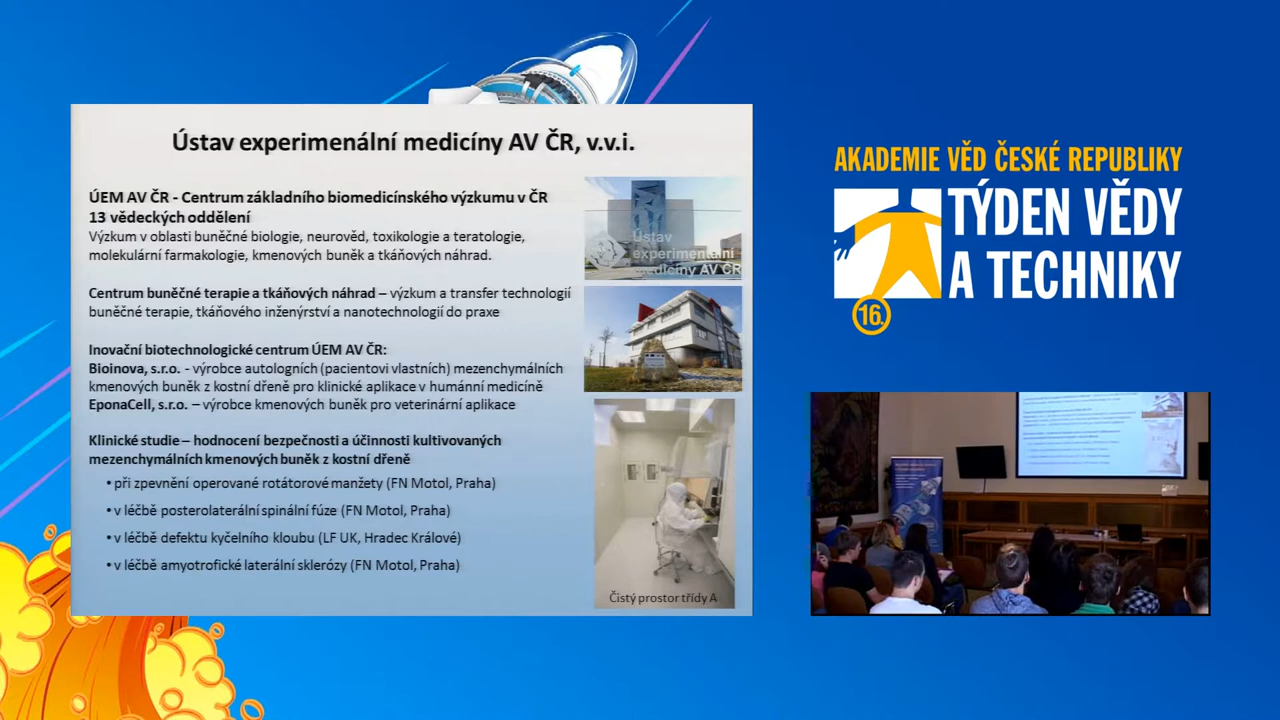 Ústav experimenální medicíny AV ČR, v.v.i.
ÚEM AV ČR - Centrum základního biomedicínského výzkumu v ČR
13 vědeckých oddělení
Výzkum v oblasti buněčné biologie, neurověd, toxikologie a teratologie,
molekulární farmakologie, kmenových buněk a tkáňových náhrad.
Centrum buněčné terapie a tkáňových náhrad – výzkum a transfer technologií
buněčné terapie, tkáňového inženýrství a nanotechnologií do praxe
Inovační biotechnologické centrum ÚEM AV ČR:
Bioinova, s.r.o. - výrobce autologních (pacientovi vlastních) mezenchymálních
kmenových buněk z kostní dřeně pro klinické aplikace v humánní medicíně
EponaCell, s.r.o. – výrobce kmenových buněk pro veterinární aplikace
Klinické studie – hodnocení bezpečnosti a účinnosti kultivovaných
mezenchymálních kmenových buněk z kostní dřeně
• při zpevnění operované rotátorové manžety (FN Motol, Praha)
• v léčbě posterolaterální spinální fúze (FN Motol, Praha)
• v léčbě defektu kyčelního kloubu (LF UK, Hradec Králové)
• v léčbě amyotrofické laterální sklerózy (FN Motol, Praha)
Ústav
experimentální
medicíny AV ČR
Čistý prostor třídy A
AKADEMIE VĚD ČESKÉ REPUBLIKY
TÝDEN VĚDY
A TECHNIKY
16.